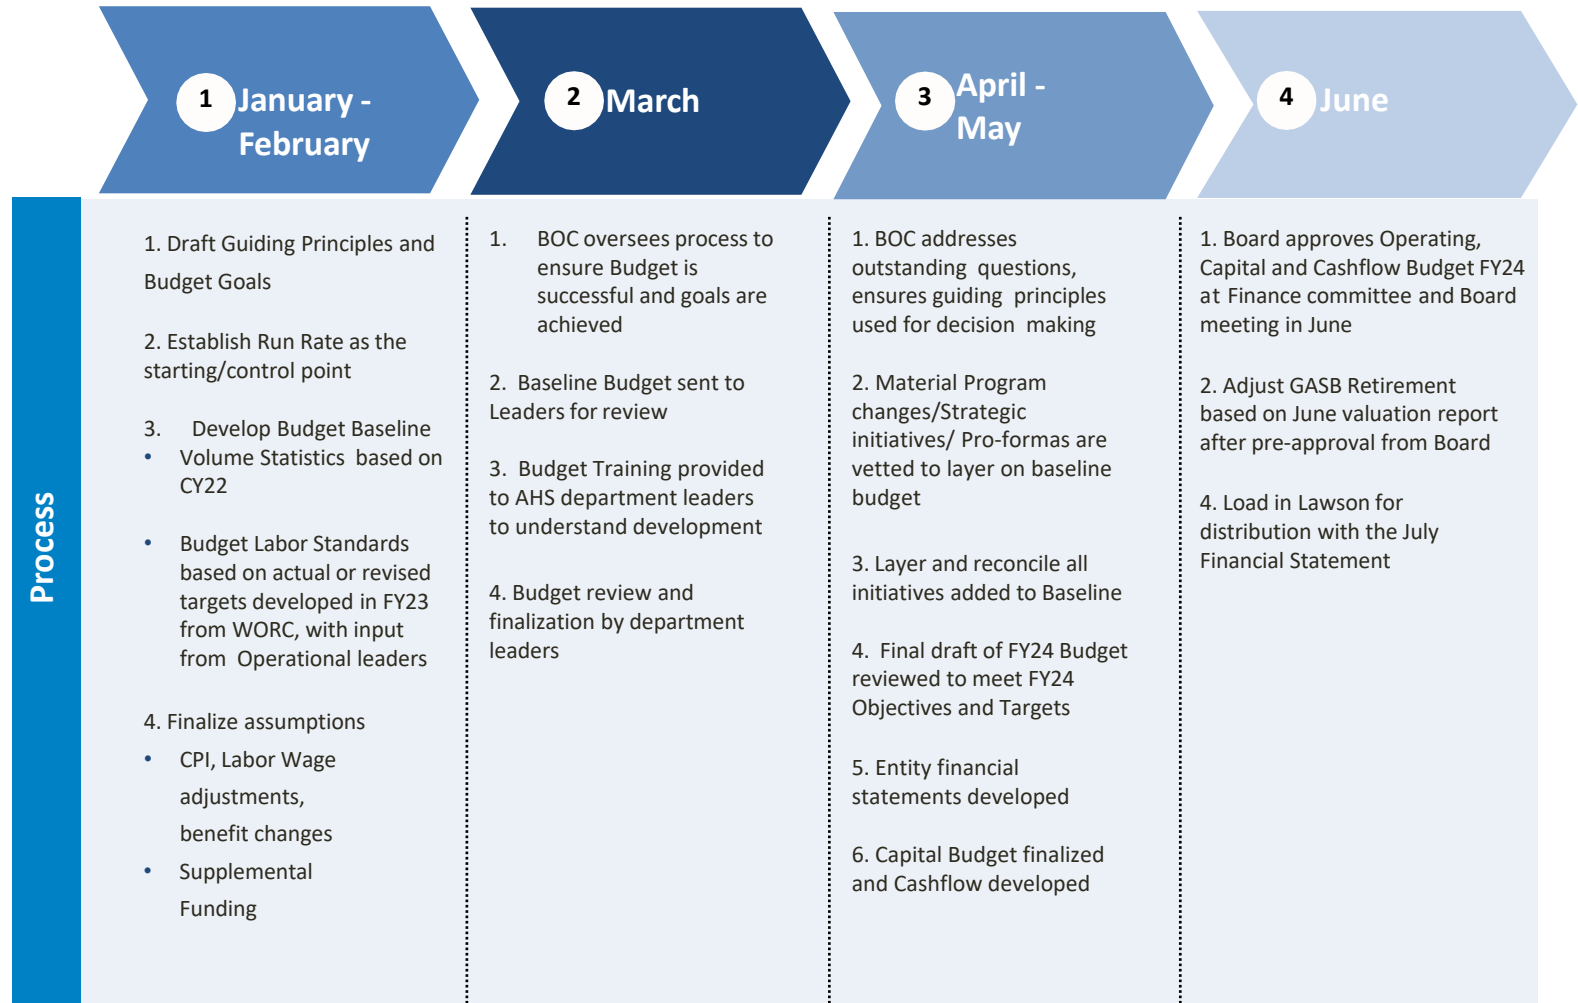 1
January -
February
2
March
3
April -
May
4
June
Process
1. Draft Guiding Principles and
Budget Goals
2. Establish Run Rate as the
starting/control point
3. Develop Budget Baseline
• Volume Statistics based on
CY22
• Budget Labor Standards
based on actual or revised
targets developed in FY23
from WORC, with input
from Operational leaders
4. Finalize assumptions
• CPI, Labor Wage
adjustments,
benefit changes
• Supplemental
Funding
1. BOC oversees process to
ensure Budget is
successful and goals are
achieved
2. Baseline Budget sent to
Leaders for review
3. Budget Training provided
to AHS department leaders
to understand development
4. Budget review and
finalization by department
leaders
1. BOC addresses
outstanding questions,
ensures guiding principles
used for decision making
2. Material Program
changes/Strategic
initiatives/ Pro-formas are
vetted to layer on baseline
budget
3. Layer and reconcile all
initiatives added to Baseline
4. Final draft of FY24 Budget
reviewed to meet FY24
Objectives and Targets
5. Entity financial
statements developed
6. Capital Budget finalized
and Cashflow developed
1. Board approves Operating,
Capital and Cashflow Budget FY24
at Finance committee and Board
meeting in June
2. Adjust GASB Retirement
based on June valuation report
after pre-approval from Board
4. Load in Lawson for
distribution with the July
Financial Statement